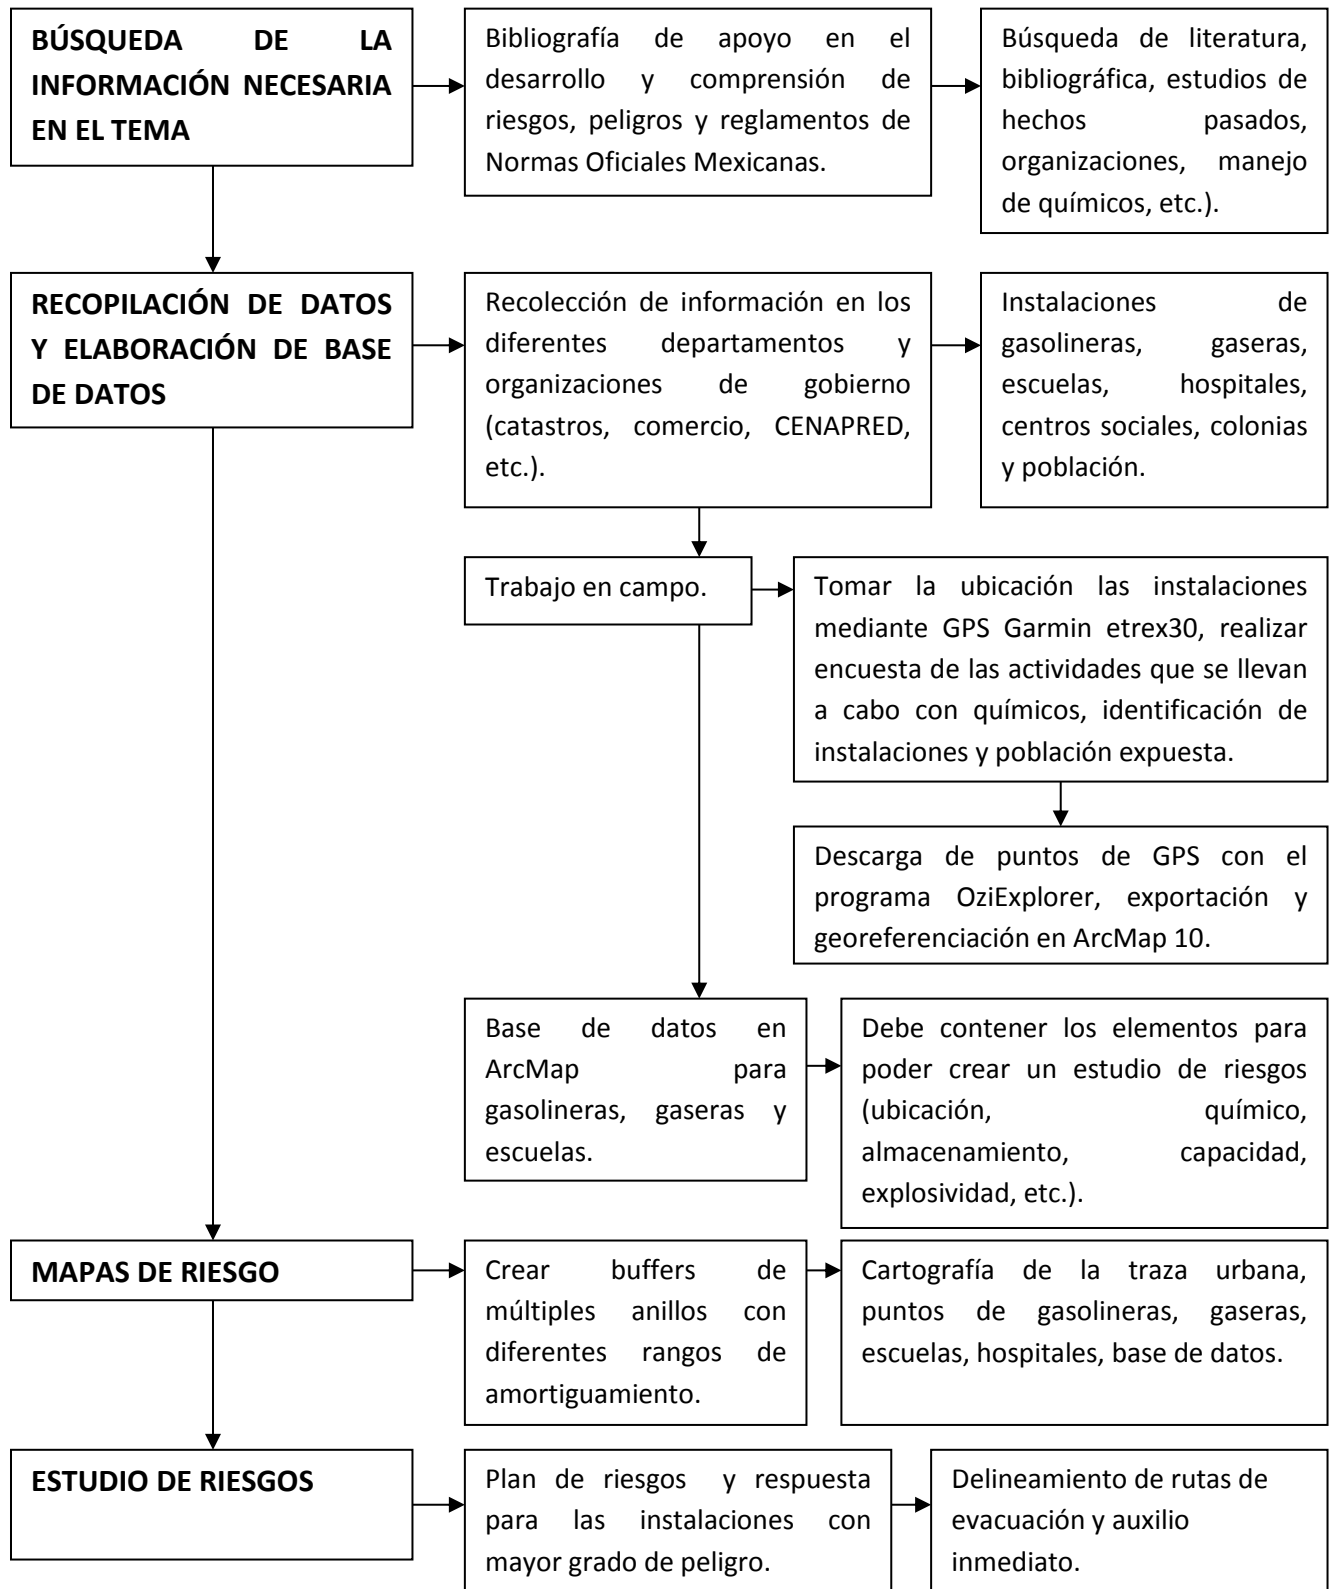 BÚSQUEDA DE LA
INFORMACIÓN NECESARIA
EN EL TEMA
Bibliografía de apoyo en el
desarrollo y comprensión de
riesgos, peligros y reglamentos de
Normas Oficiales Mexicanas.
Búsqueda de literatura,
bibliográfica, estudios de
hechos pasados,
organizaciones, manejo
de químicos, etc.).
RECOPILACIÓN DE DATOS
Y ELABORACIÓN DE BASE
DE DATOS
Recolección de información en los
diferentes departamentos y
organizaciones de gobierno
(catastros, comercio, CENAPRED,
etc.).
Instalaciones de
gasolineras, gaseras,
escuelas, hospitales,
centros sociales, colonias
y población.
Trabajo en campo.
Tomar la ubicación las instalaciones
mediante GPS Garmin etrex30, realizar
encuesta de las actividades que se llevan
a cabo con químicos, identificación de
instalaciones y población expuesta.
Descarga de puntos de GPS con el
programa OziExplorer, exportación y
georeferenciación en ArcMap 10.
Base de datos en
ArcMap para
gasolineras, gaseras y
escuelas.
Debe contener los elementos para
poder crear un estudio de riesgos
(ubicación, químico,
almacenamiento, capacidad,
explosividad, etc.).
MAPAS DE RIESGO
Crear buffers de
múltiples anillos con
diferentes rangos de
amortiguamiento.
Cartografía de la traza urbana,
puntos de gasolineras, gaseras,
escuelas, hospitales, base de datos.
ESTUDIO DE RIESGOS
Plan de riesgos y respuesta
para las instalaciones con
mayor grado de peligro.
Delineamiento de rutas de
evacuación y auxilio
inmediato.